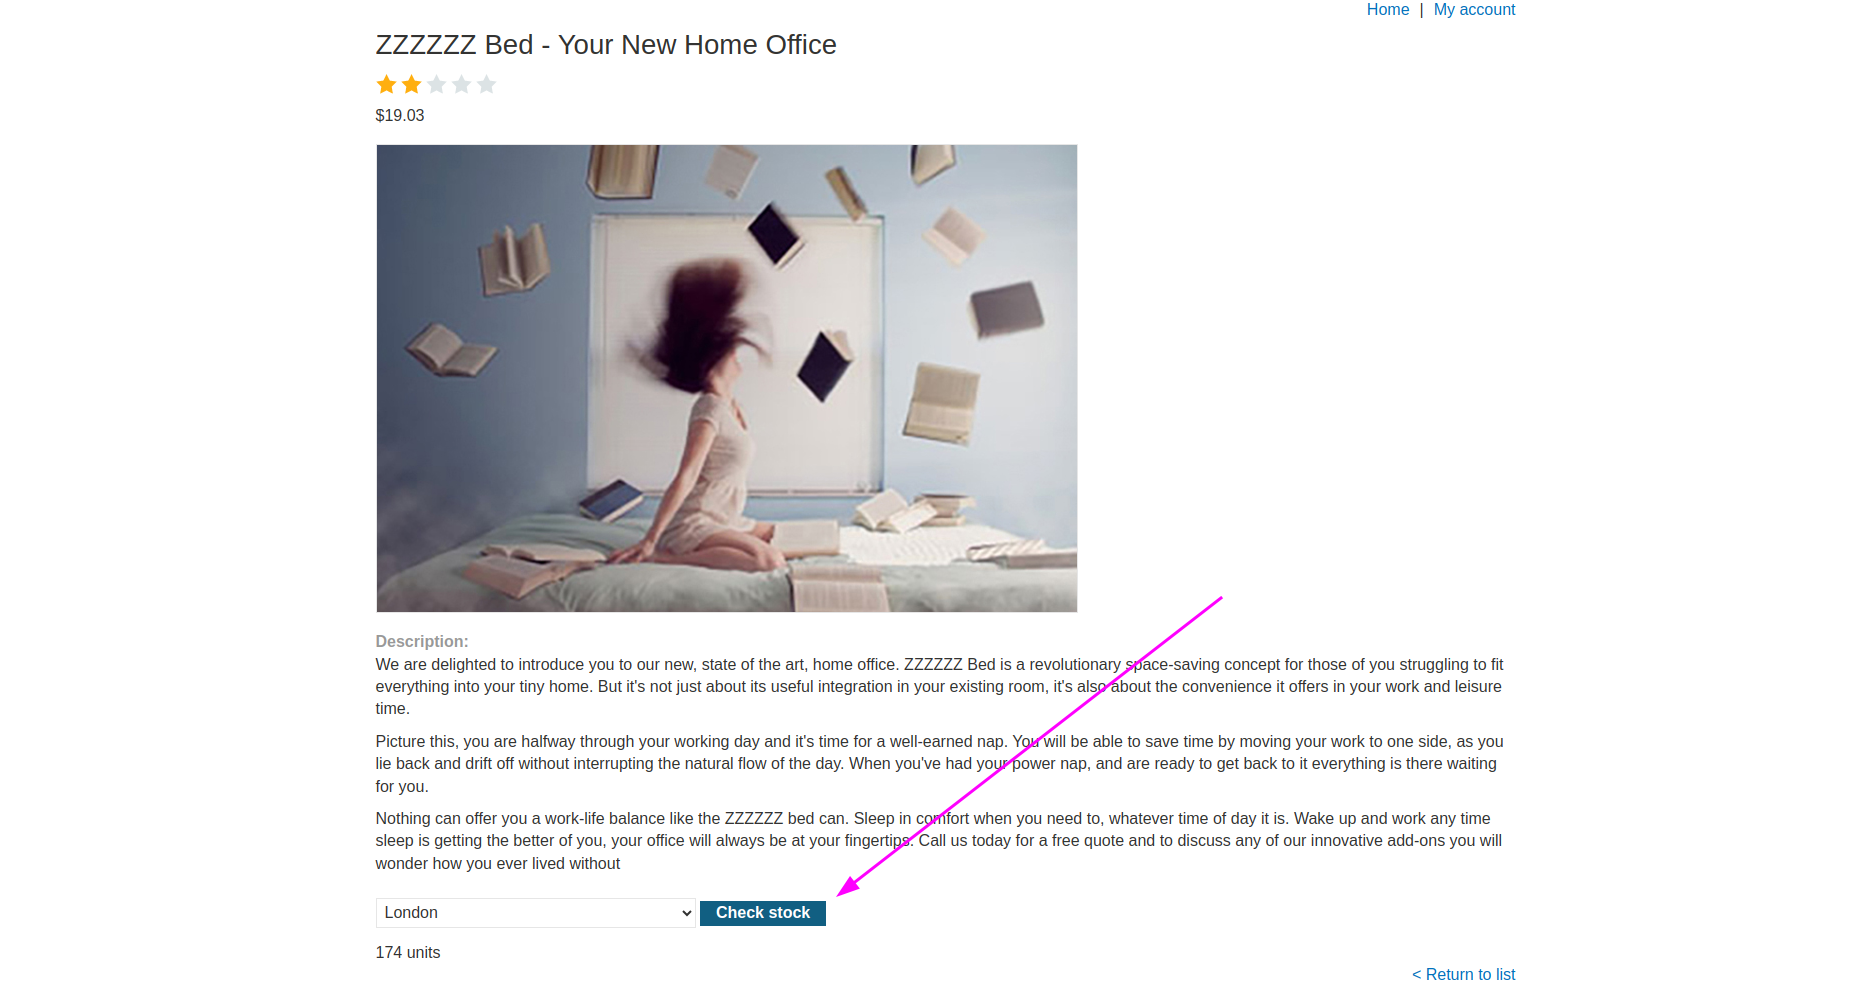 Home | My account
ZZZZZZ Bed - Your New Home Office
$19.03
Description:
We are delighted to introduce you to our new, state of the art, home office. ZZZZZZ Bed is a revolutionary space-saving concept for those of you struggling to fit
everything into your tiny home. But it's not just about its useful integration in your existing room, it's also about the convenience it offers in your work and leisure
time.
Picture this, you are halfway through your working day and it's time for a well-earned nap. You will be able to save time by moving your work to one side, as you
lie back and drift off without interrupting the natural flow of the day. When you've had your power nap, and are ready to get back to it everything is there waiting
for you.
Nothing can offer you a work-life balance like the ZZZZZZ bed can. Sleep in comfort when you need to, whatever time of day it is. Wake up and work any time
sleep is getting the better of you, your office will always be at your fingertips. Call us today for a free quote and to discuss any of our innovative add-ons you will
wonder how you ever lived without
London Check stock
174 units
< Return to list